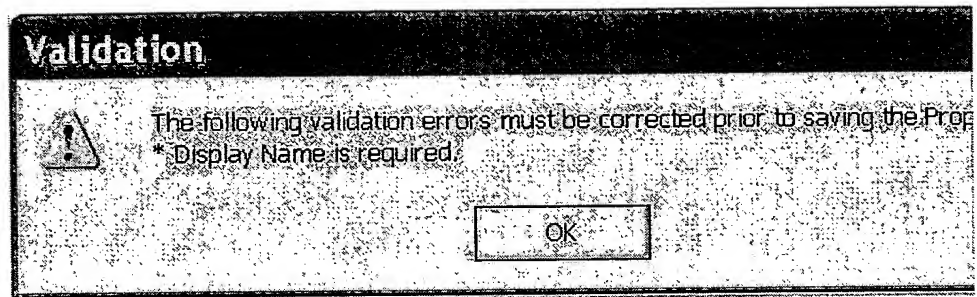 Validation
The following validation errors must be corrected prior to saving the Prop
* Display Name is required.
OK